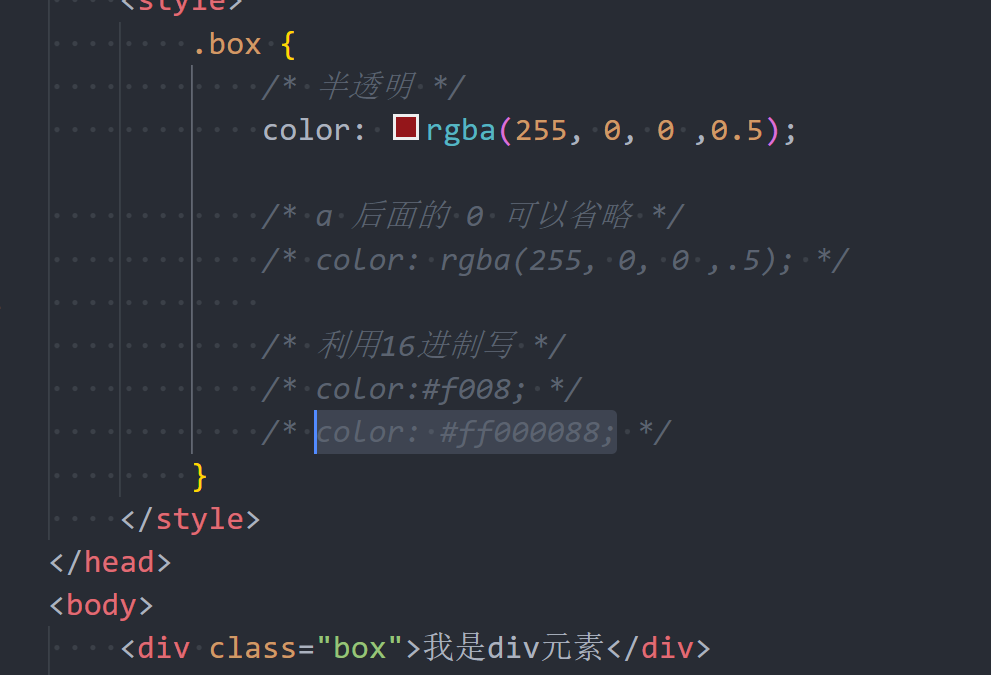 <style>
.box {
/* 半透明 */
color: rgba(255, 0, 0 ,0.5);
/* a 后面的 0 可以省略 */
/* color: rgba(255, 0, 0 ,.5); */
/* 利用16进制写 */
/* color:#f008; */
/* color: #ff000088; */
}
</style>
</head>
<body>
<div class="box">我是div元素</div>